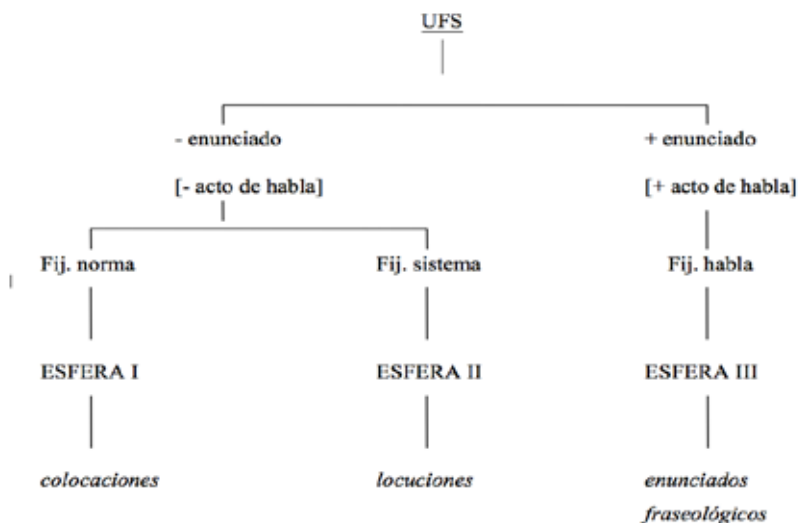 UFS
- enunciado
+ enunciado
[- acto de habla]
[+ acto de habla]
Fij. norma
Fij. sistema
Fij. habla
ESFERA I
ESFERA II
ESFERA III
colocaciones
locuciones
enunciados
fraseológicos